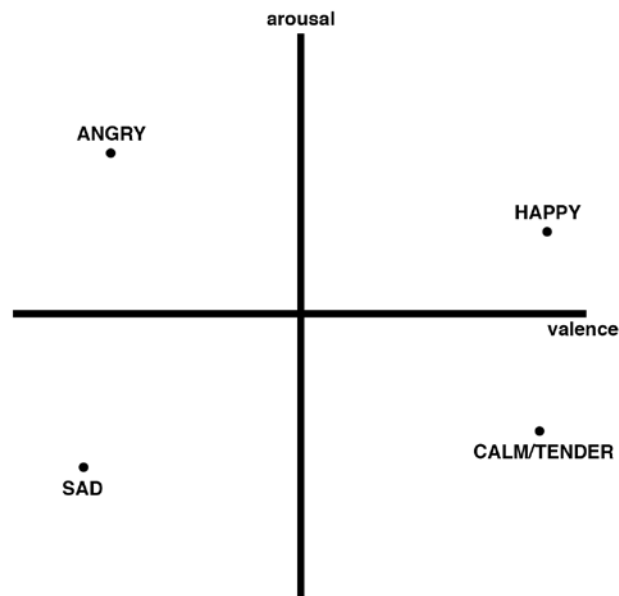 arousal
ANGRY
HAPPY
valence
CALM/TENDER
SAD